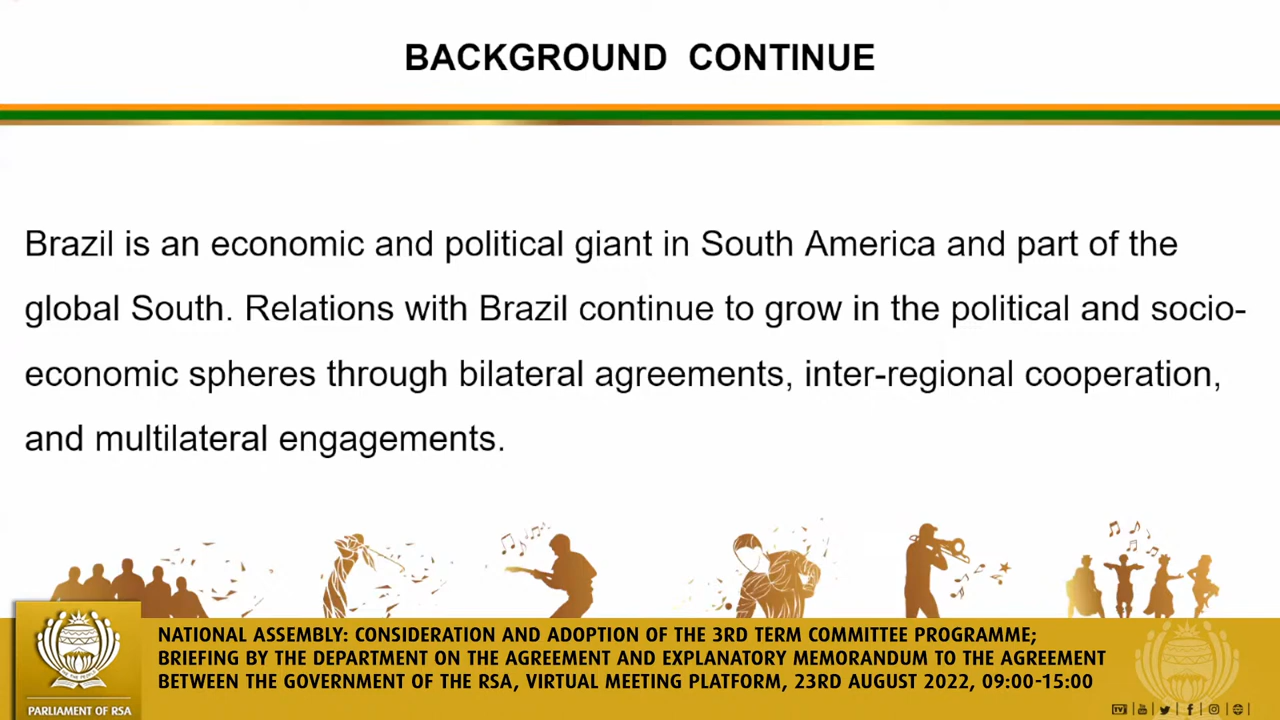 BACKGROUND CONTINUE
Brazil is an economic and political giant in South America and part of the
global South. Relations with Brazil continue to grow in the political and socio-
economic spheres through bilateral agreements, inter-regional cooperation,
and multilateral engagements.
NATIONAL ASSEMBLY: CONSIDERATION AND ADOPTION OF THE 3RD TERM COMMITTEE PROGRAMME;
BRIEFING BY THE DEPARTMENT ON THE AGREEMENT AND EXPLANATORY MEMORANDUM TO THE AGREEMENT
BETWEEN THE GOVERNMENT OF THE RSA, VIRTUAL MEETING PLATFORM, 23RD AUGUST 2022, 09:00-15:00
PARLIAMENT OF RSA